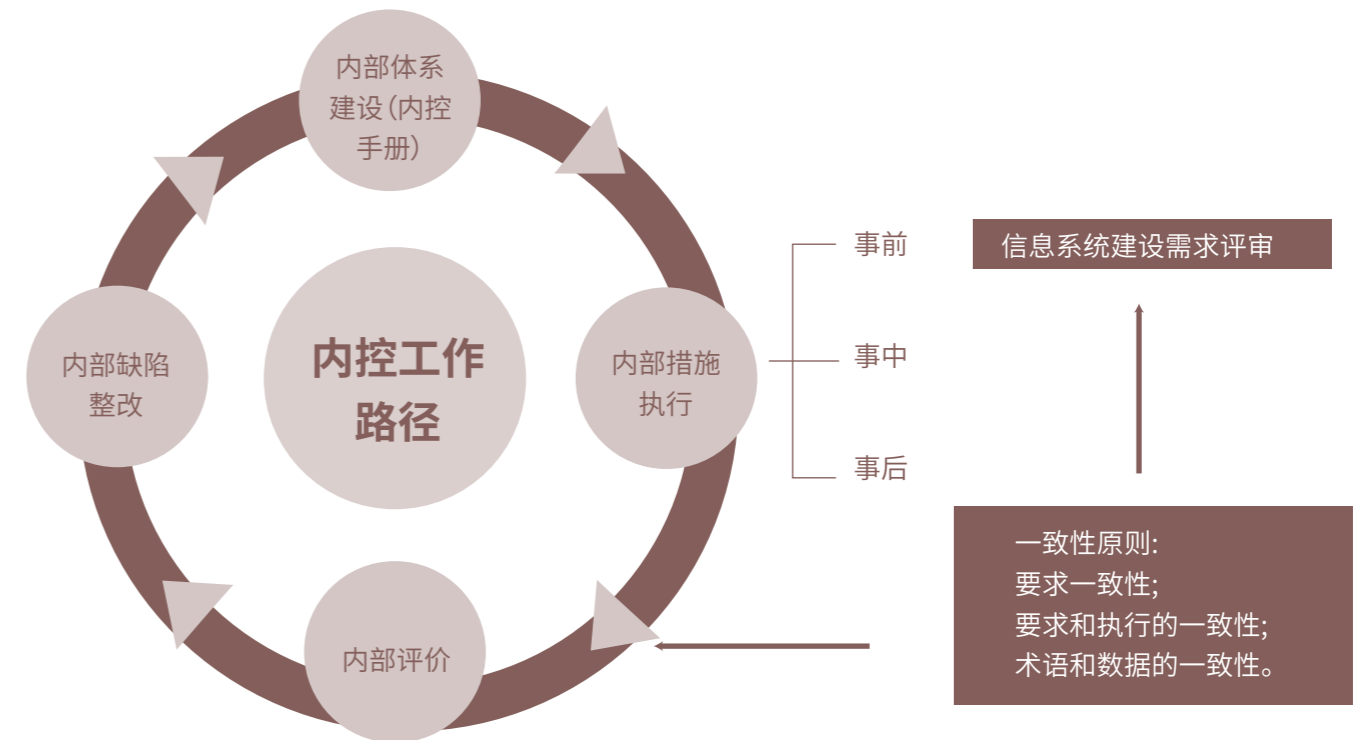 内部体系
建设(内控
手册)
内部措施
执行
内部评价
内部缺陷
整改
内控工作
路径
事前
事中
事后
信息系统建设需求评审
一致性原则:
要求一致性;
要求和执行的一致性;
术语和数据的一致性。